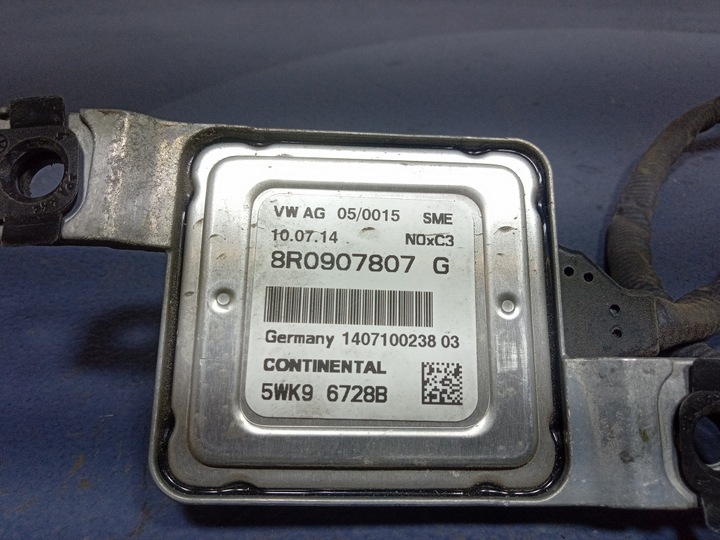 VW AG 05/0015 SME
10.07.14 NOxC3
8R0907807 G
Germany 1407100238 03
CONTINENTAL
5WK9 6728B